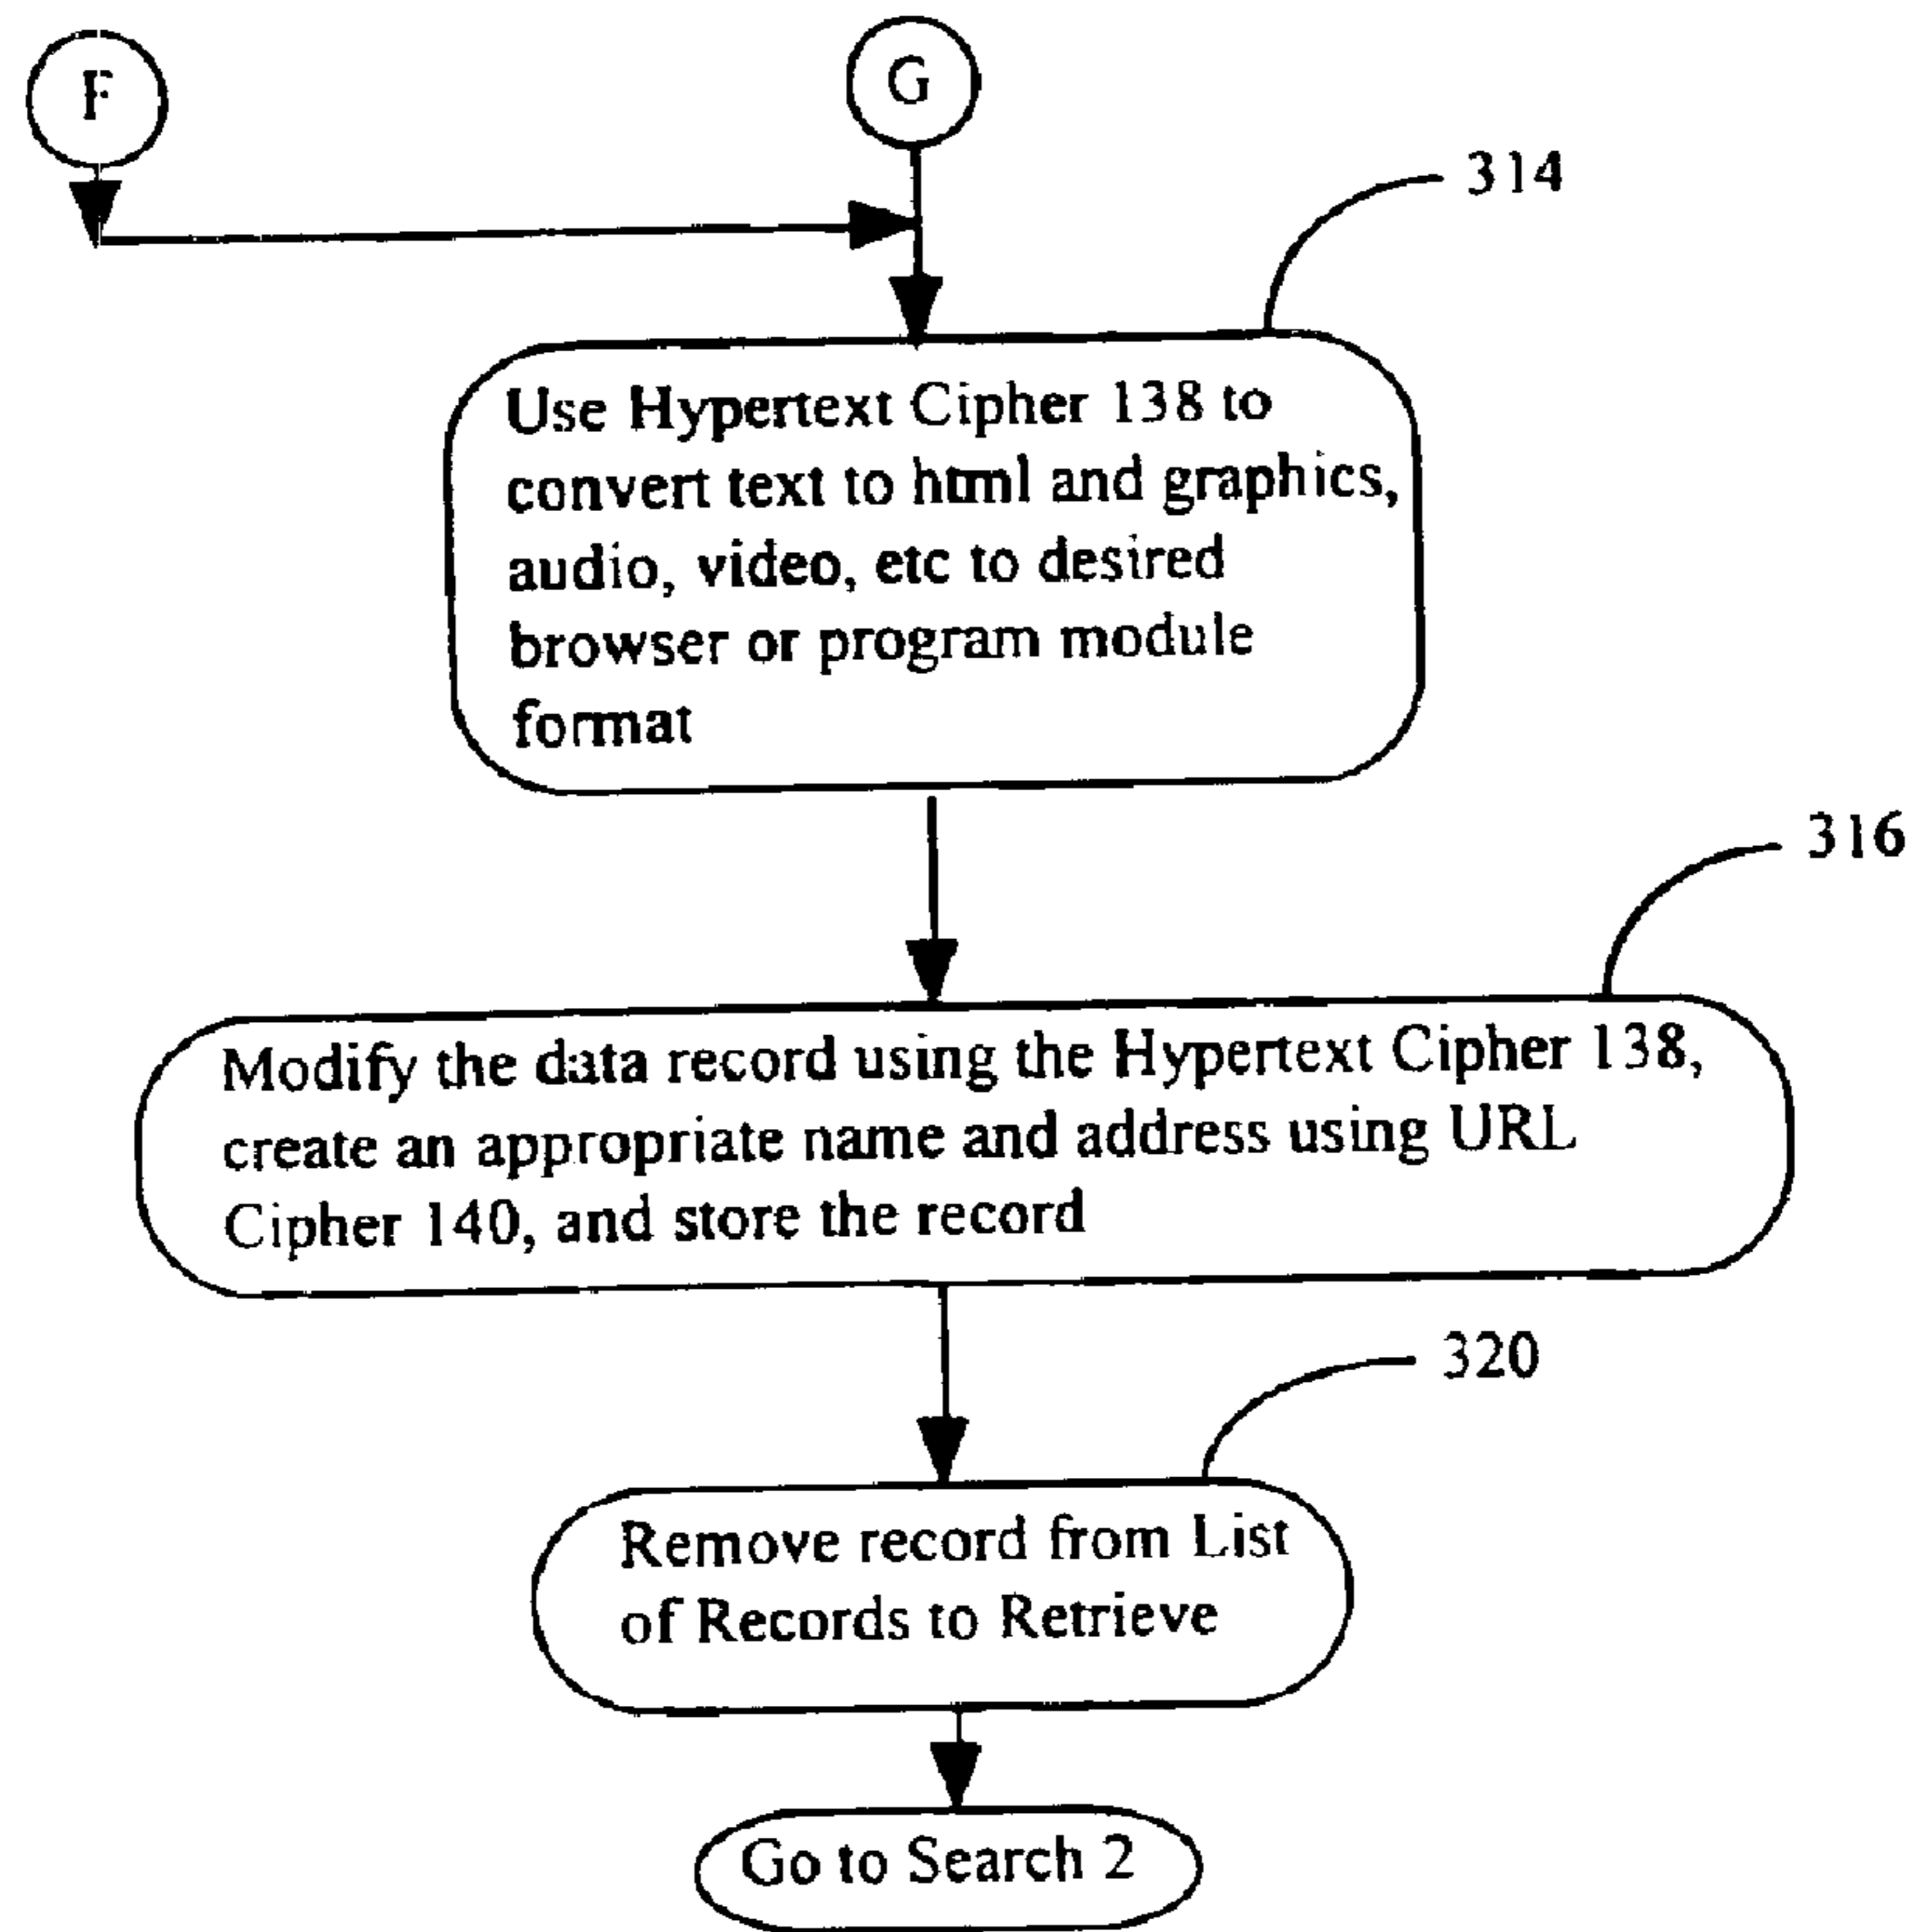 F
G
314
Use Hypertext Cipher 138 to
convert text to html and graphics,
audio, video, etc to desired
browser or program module
format
316
Modify the data record using the Hypertext Cipher 138,
create an appropriate name and address using URL
Cipher 140, and store the record
320
Remove record from List
of Records to Retrieve
Go to Search 2